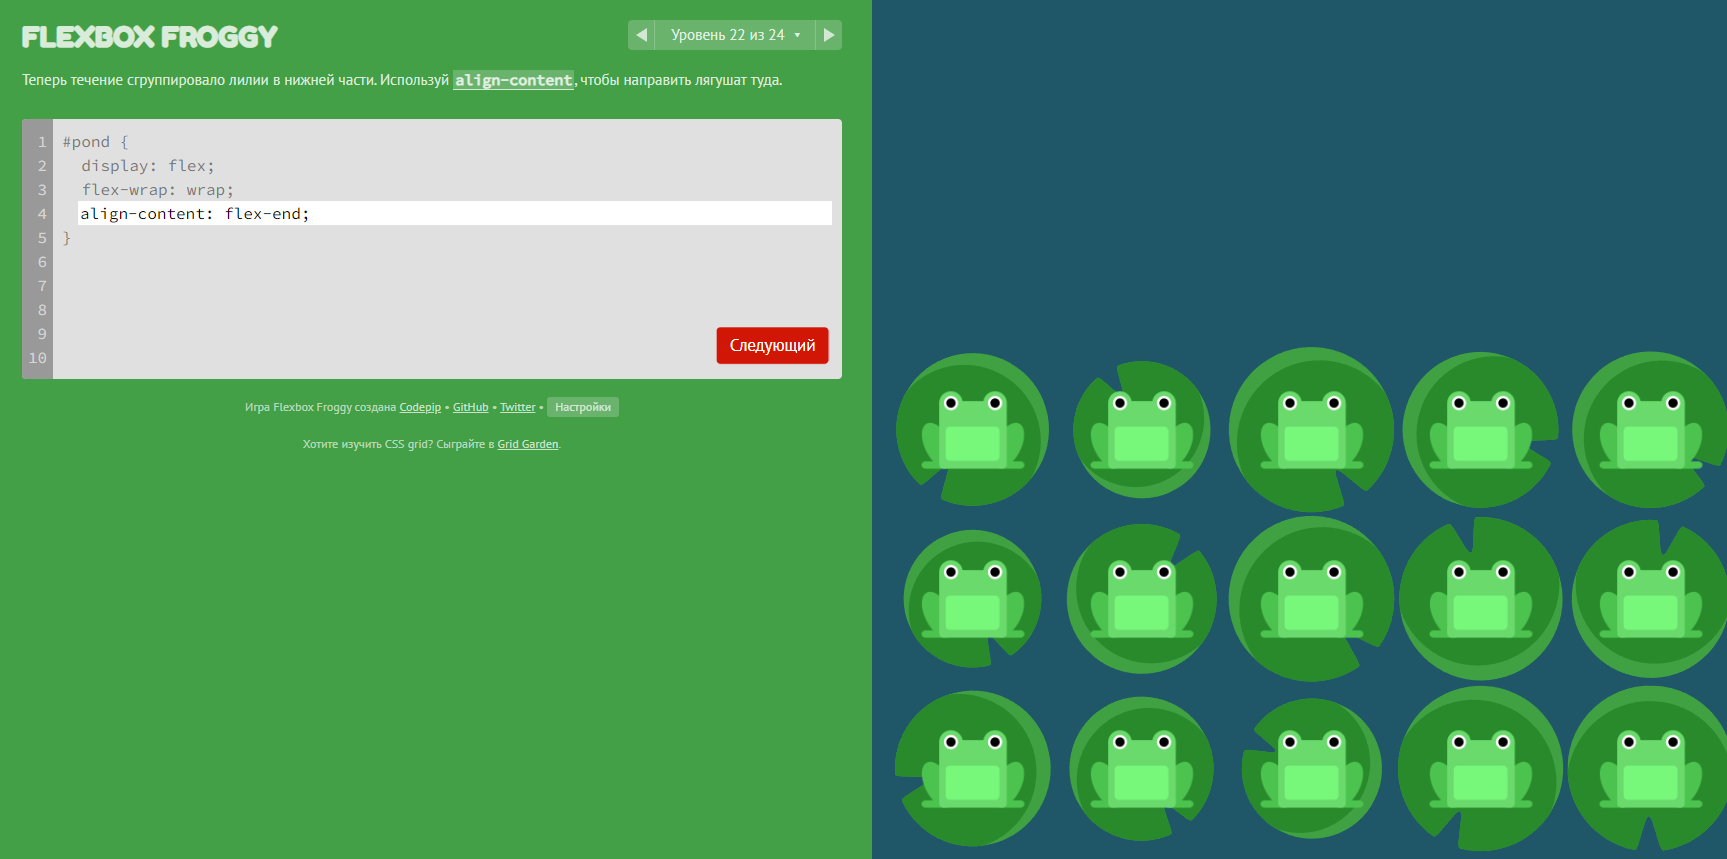 FLEXBOX FROGGY
Уровень 22 из 24
Теперь течение сгруппировало лилии в нижней части. Используй align-content, чтобы направить лягушат туда.
1 #pond {
2 display: flex;
3 flex-wrap: wrap;
4 align-content: flex-end;
5 }
6
7
8
9
10
Следующий
Игра Flexbox Froggy создана Codepip • GitHub • Twitter • Настройки
Хотите изучить CSS grid? Сыграйте в Grid Garden.